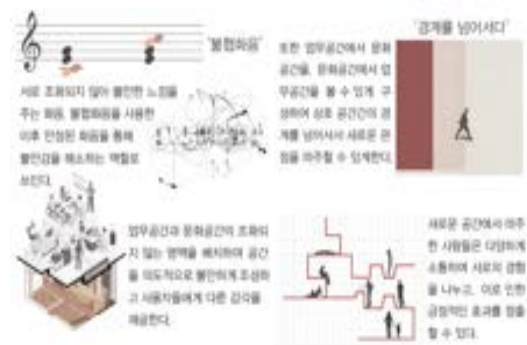 '불협화음'
서로 조화되지 않아 불안한 느낌을
주는 화음. 불협화음을 사용한
이후 안정된 화음을 통해
불안감을 해소하는 역할로
쓰인다.
업무공간과 문화공간의 조화되
지 않는 영역을 배치하며 공간
을 의도적으로 불안하게 조성하
고 사용자들에게 다른 감각을
제공한다.
'경계를 넘어서다'
또한 업무공간에서 문화
공간을, 문화공간에서 업
무공간을 볼 수 있게 구
성하여 상호 공간간의 경
계를 넘어서서 새로운 관
점을 마주할 수 있게한다.
새로운 공간에서 마주
한 사람들은 다양하게
소통하며 서로의 경험
을 나누고, 이로 인한
긍정적인 효과를 창출
할 수 있다.